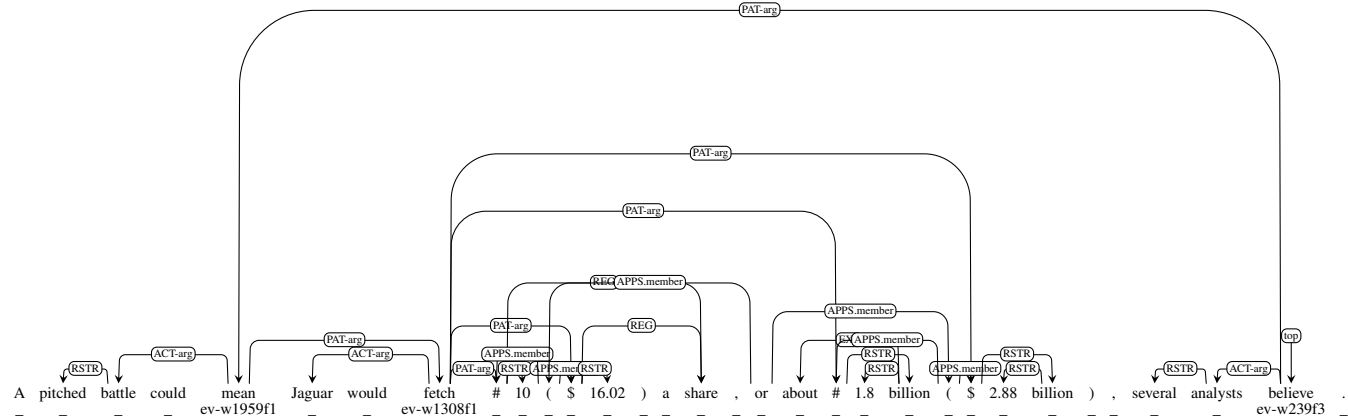 PAT-arg
PAT-arg
PAT-arg
REG APPS.member
APPS.member
PAT-arg REG top
PAT-arg APPS.member
ACT-arg ACT-arg APPS.member RSTR RSTR
RSTR PAT-arg RSTR RSTR RSTR APPS.member RSTR RSTR ACT-arg
A pitched battle could mean Jaguar would fetch # 10 ( $ 16.02 ) a share , or about # 1.8 billion ( $ 2.88 billion ) , several analysts believe .
_ _ _ _ ev-w1959f1 _ _ ev-w1308f1 _ _ _ _ _ _ _ _ _ _ _ _ _ _ _ _ _ _ _ _ _ _ ev-w239f3 _